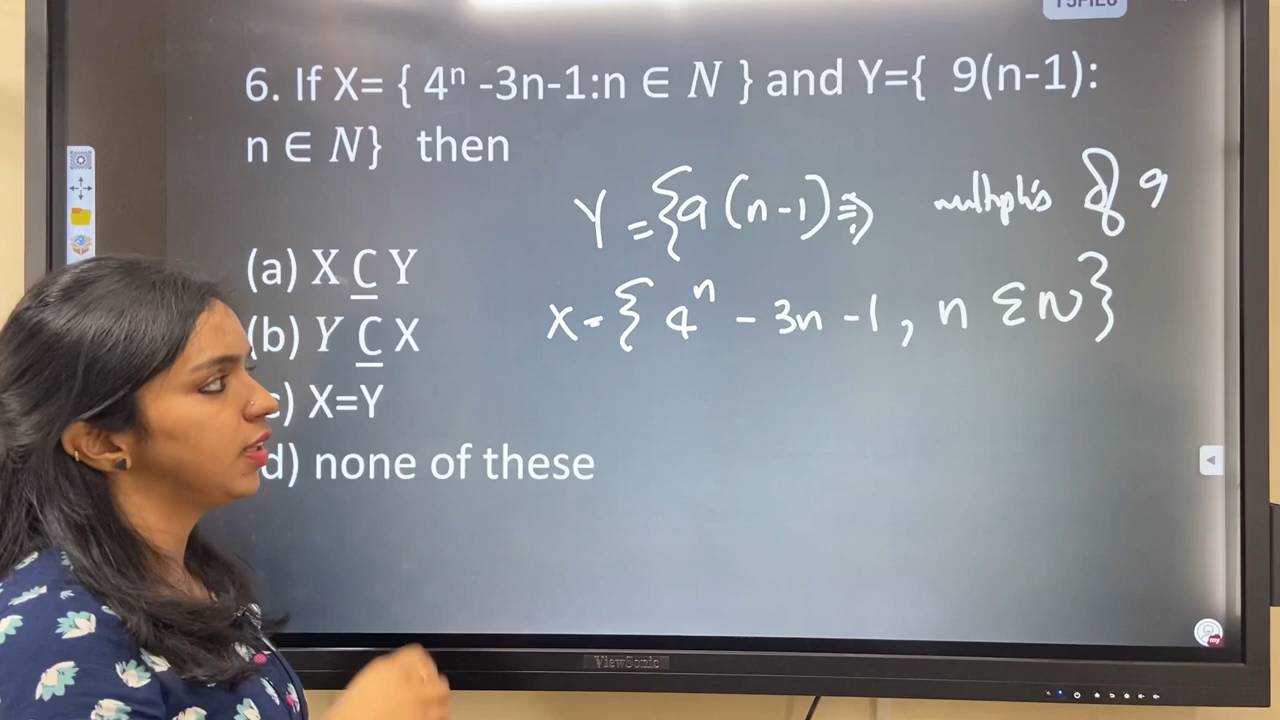 6. If X= { 4ⁿ -3n-1:n ∈ N } and Y={ 9(n-1):
n ∈ N} then
Y = {9 (n-1) ⇒ multiples of 9
(a) X C Y
X = { 4ⁿ - 3n -1, n ∈ N }
(b) Y C X
c) X=Y
d) none of these
ViewSonic